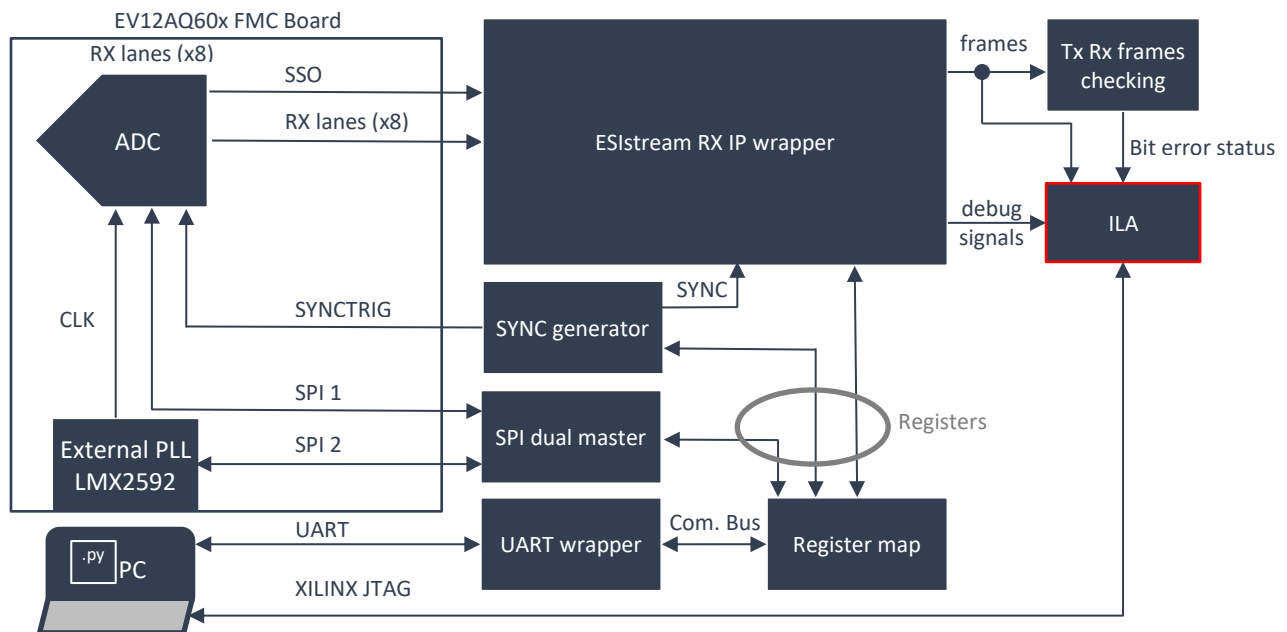 EV12AQ60x FMC Board
RX lanes (x8)
ADC
SSO
RX lanes (x8)
ESIstream RX IP wrapper
frames
Tx Rx frames
checking
Bit error status
debug
signals
ILA
CLK
SYNCTRIG
SYNC generator
SYNC
SPI 1
SPI 2
SPI dual master
Registers
External PLL
LMX2592
UART
UART wrapper
Com. Bus
Register map
.py
PC
XILINX JTAG